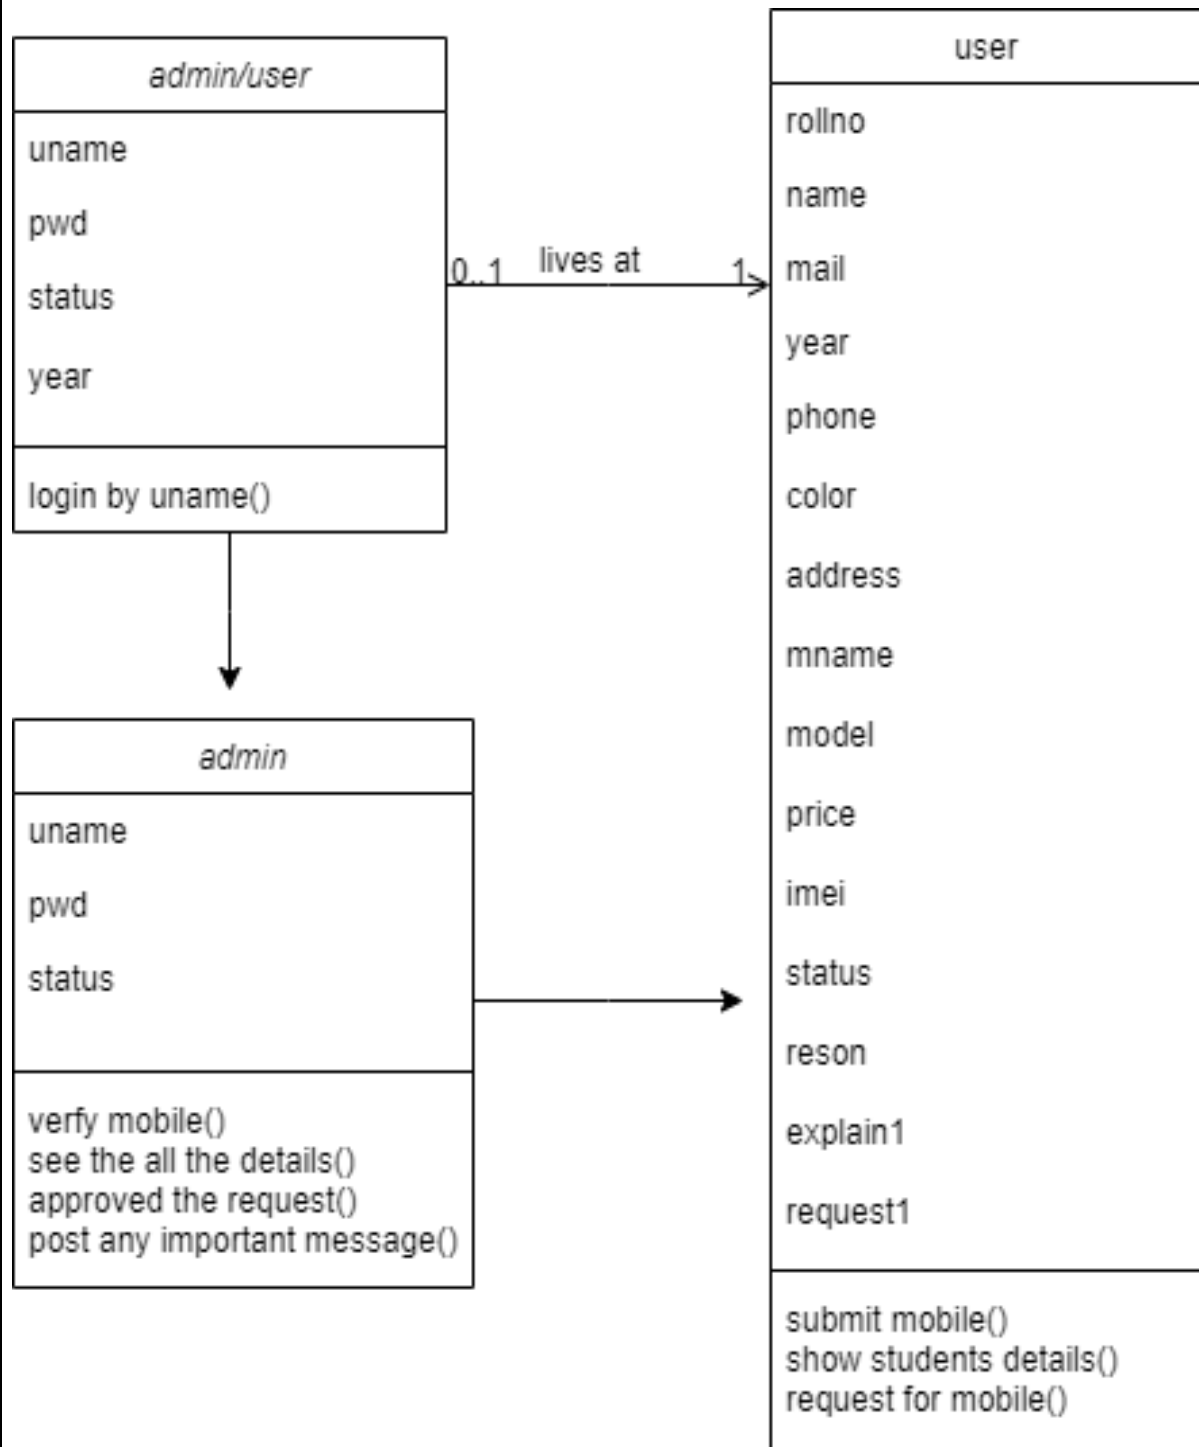 admin/user
uname
pwd
status
year
login by uname()
0..1 lives at 1
user
rollno
name
mail
year
phone
color
address
mname
model
price
imei
status
reson
explain1
request1
submit mobile()
show students details()
request for mobile()
admin
uname
pwd
status
verfy mobile()
see the all the details()
approved the request()
post any important message()